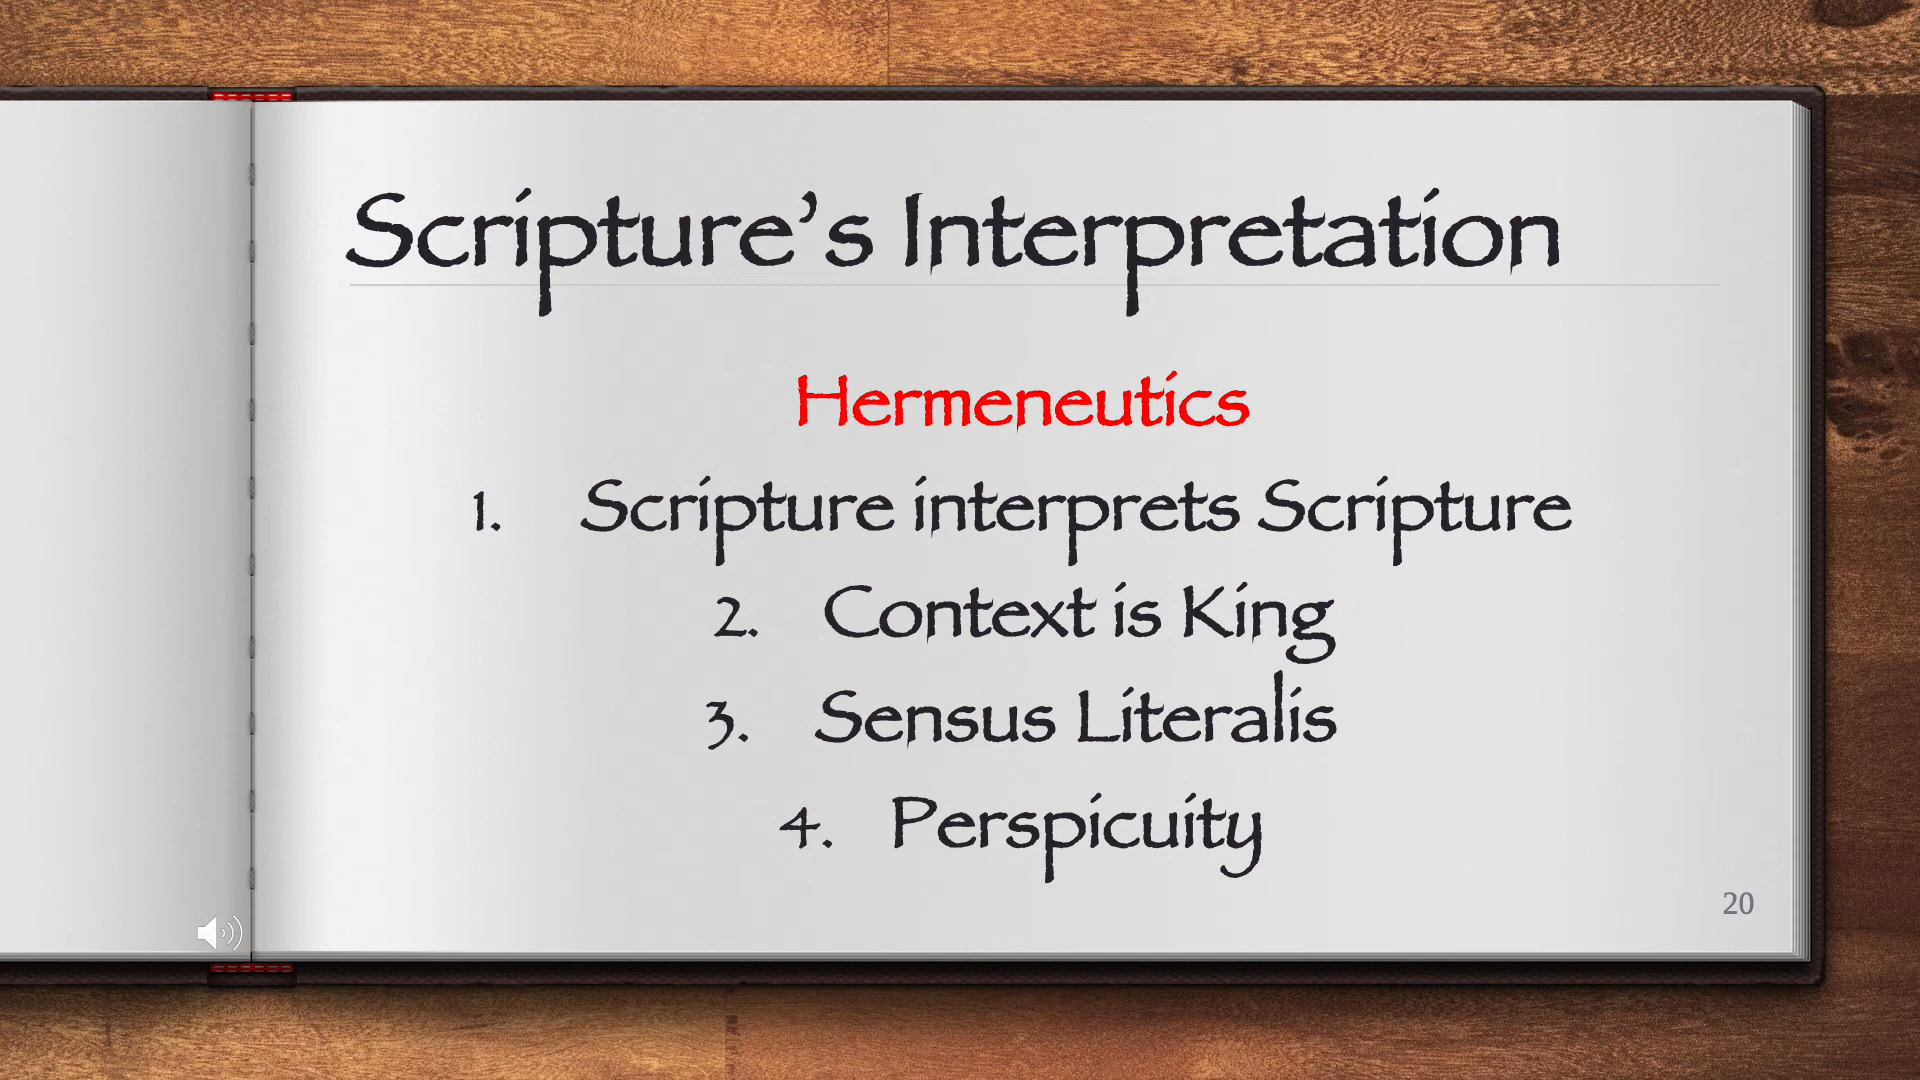 Scripture’s Interpretation
Hermeneutics
1. Scripture interprets Scripture
2. Context is King
3. Sensus Literalis
4. Perspicuity
20